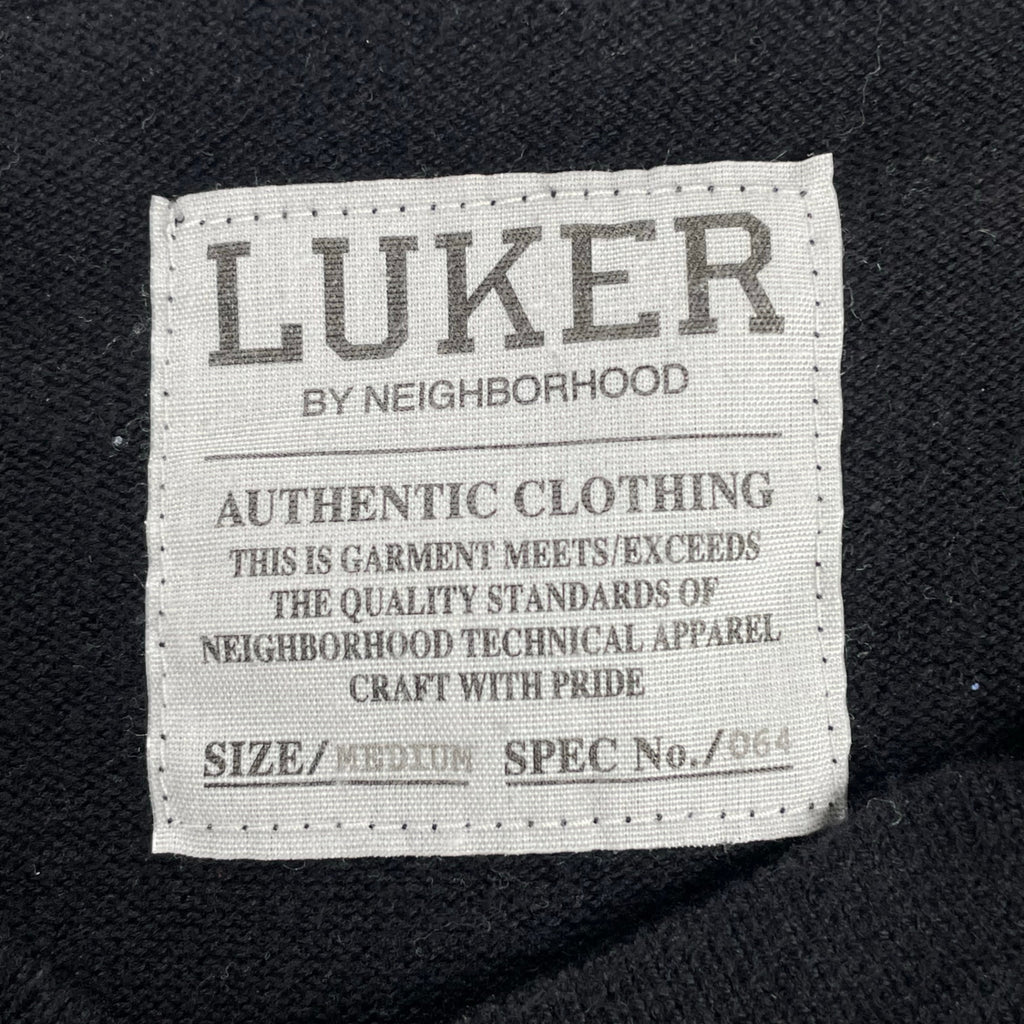 LUKER
BY NEIGHBORHOOD
AUTHENTIC CLOTHING
THIS IS GARMENT MEETS/EXCEEDS
THE QUALITY STANDARDS OF
NEIGHBORHOOD TECHNICAL APPAREL
CRAFT WITH PRIDE
SIZE/MEDIUM SPEC No./064